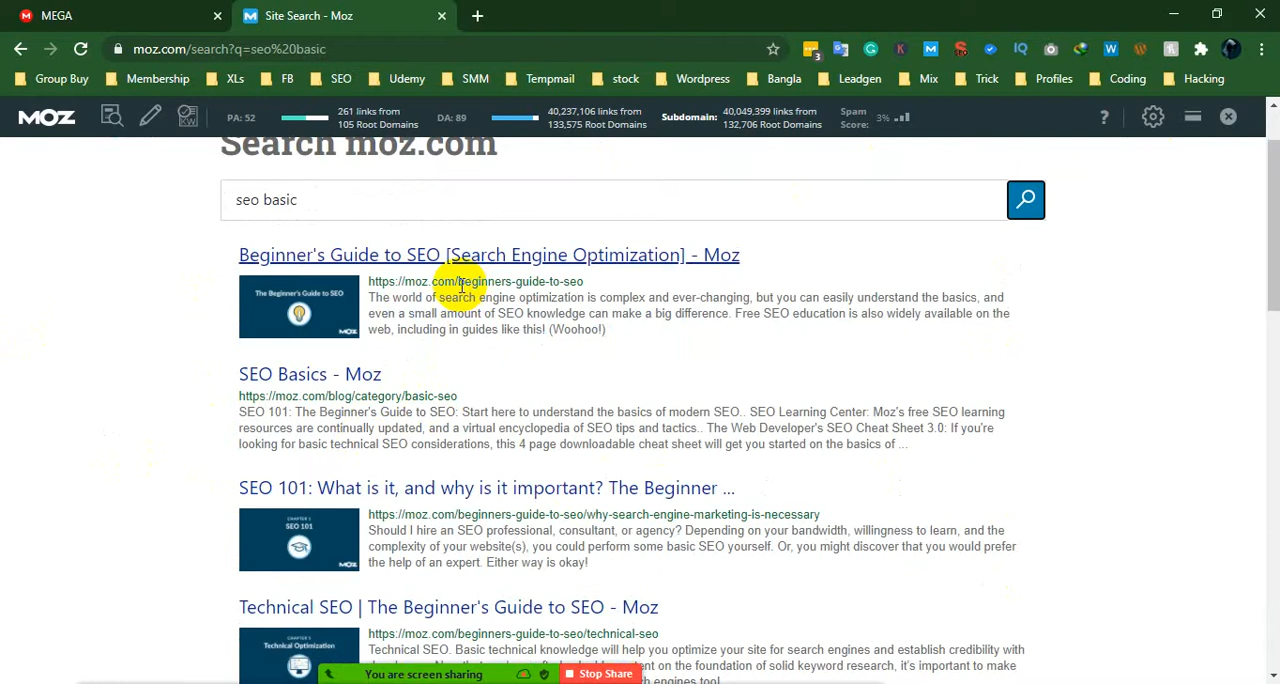 MEGA
Site Search - Moz
moz.com/search?q=seo%20basic
3
Group Buy
Membership
XLs
FB
SEO
Udemy
SMM
Tempmail
stock
Wordpress
Bangla
Leadgen
Mix
Trick
Profiles
Coding
Hacking
MOZ
PA: 52
261 links from
105 Root Domains
DA: 89
40,237,106 links from
133,575 Root Domains
Subdomain:
40,049,399 links from
132,706 Root Domains
Spam
Score:
3%
?
Search moz.com
seo basic
Beginner's Guide to SEO [Search Engine Optimization] - Moz
The Beginner's Guide to SEO
MOZ
https://moz.com/beginners-guide-to-seo
The world of search engine optimization is complex and ever-changing, but you can easily understand the basics, and
even a small amount of SEO knowledge can make a big difference. Free SEO education is also widely available on the
web, including in guides like this! (Woohoo!)
SEO Basics - Moz
https://moz.com/blog/category/basic-seo
SEO 101: The Beginner's Guide to SEO: Start here to understand the basics of modern SEO.. SEO Learning Center: Moz's free SEO learning
resources are continually updated, and a virtual encyclopedia of SEO tips and tactics.. The Web Developer's SEO Cheat Sheet 3.0: If you're
looking for basic technical SEO considerations, this 4 page downloadable cheat sheet will get you started on the basics of ...
SEO 101: What is it, and why is it important? The Beginner ...
CHAPTER 1
SEO 101
MOZ
https://moz.com/beginners-guide-to-seo/why-search-engine-marketing-is-necessary
Should I hire an SEO professional, consultant, or agency? Depending on your bandwidth, willingness to learn, and the
complexity of your website(s), you could perform some basic SEO yourself. Or, you might discover that you would prefer
the help of an expert. Either way is okay!
Technical SEO | The Beginner's Guide to SEO - Moz
CHAPTER 5
Technical Optimization
MOZ
https://moz.com/beginners-guide-to-seo/technical-seo
Technical SEO. Basic technical knowledge will help you optimize your site for search engines and establish credibility with
on the foundation of solid keyword research, it's important to make
You are screen sharing
Stop Share